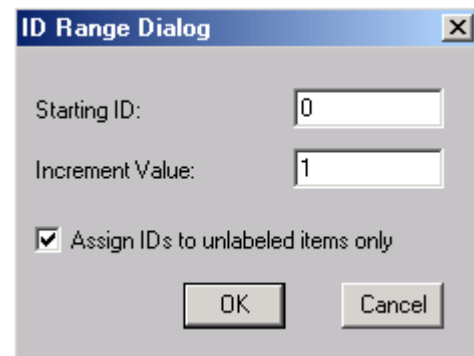 ID Range Dialog
Starting ID: 0
Increment Value: 1
Assign IDs to unlabeled items only
OK Cancel